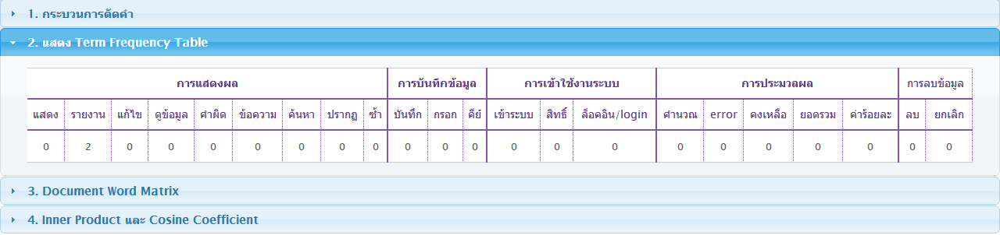 1. กระบวนการตัดคำ
2. แสดง Term Frequency Table
การแสดงผล การบันทึกข้อมูล การเข้าใช้งานระบบ การประมวลผล การลบข้อมูล
แสดง รายงาน แก้ไข ดูข้อมูล คำผิด ข้อความ ค้นหา ปรากฏ ซ้ำ บันทึก กรอก คีย์ เข้าระบบ สิทธิ์ ล็อคอิน/login คำนวณ error คงเหลือ ยอดรวม ค่าร้อยละ ลบ ยกเลิก
0 2 0 0 0 0 0 0 0 0 0 0 0 0 0 0 0 0 0 0 0 0
3. Document Word Matrix
4. Inner Product และ Cosine Coefficient